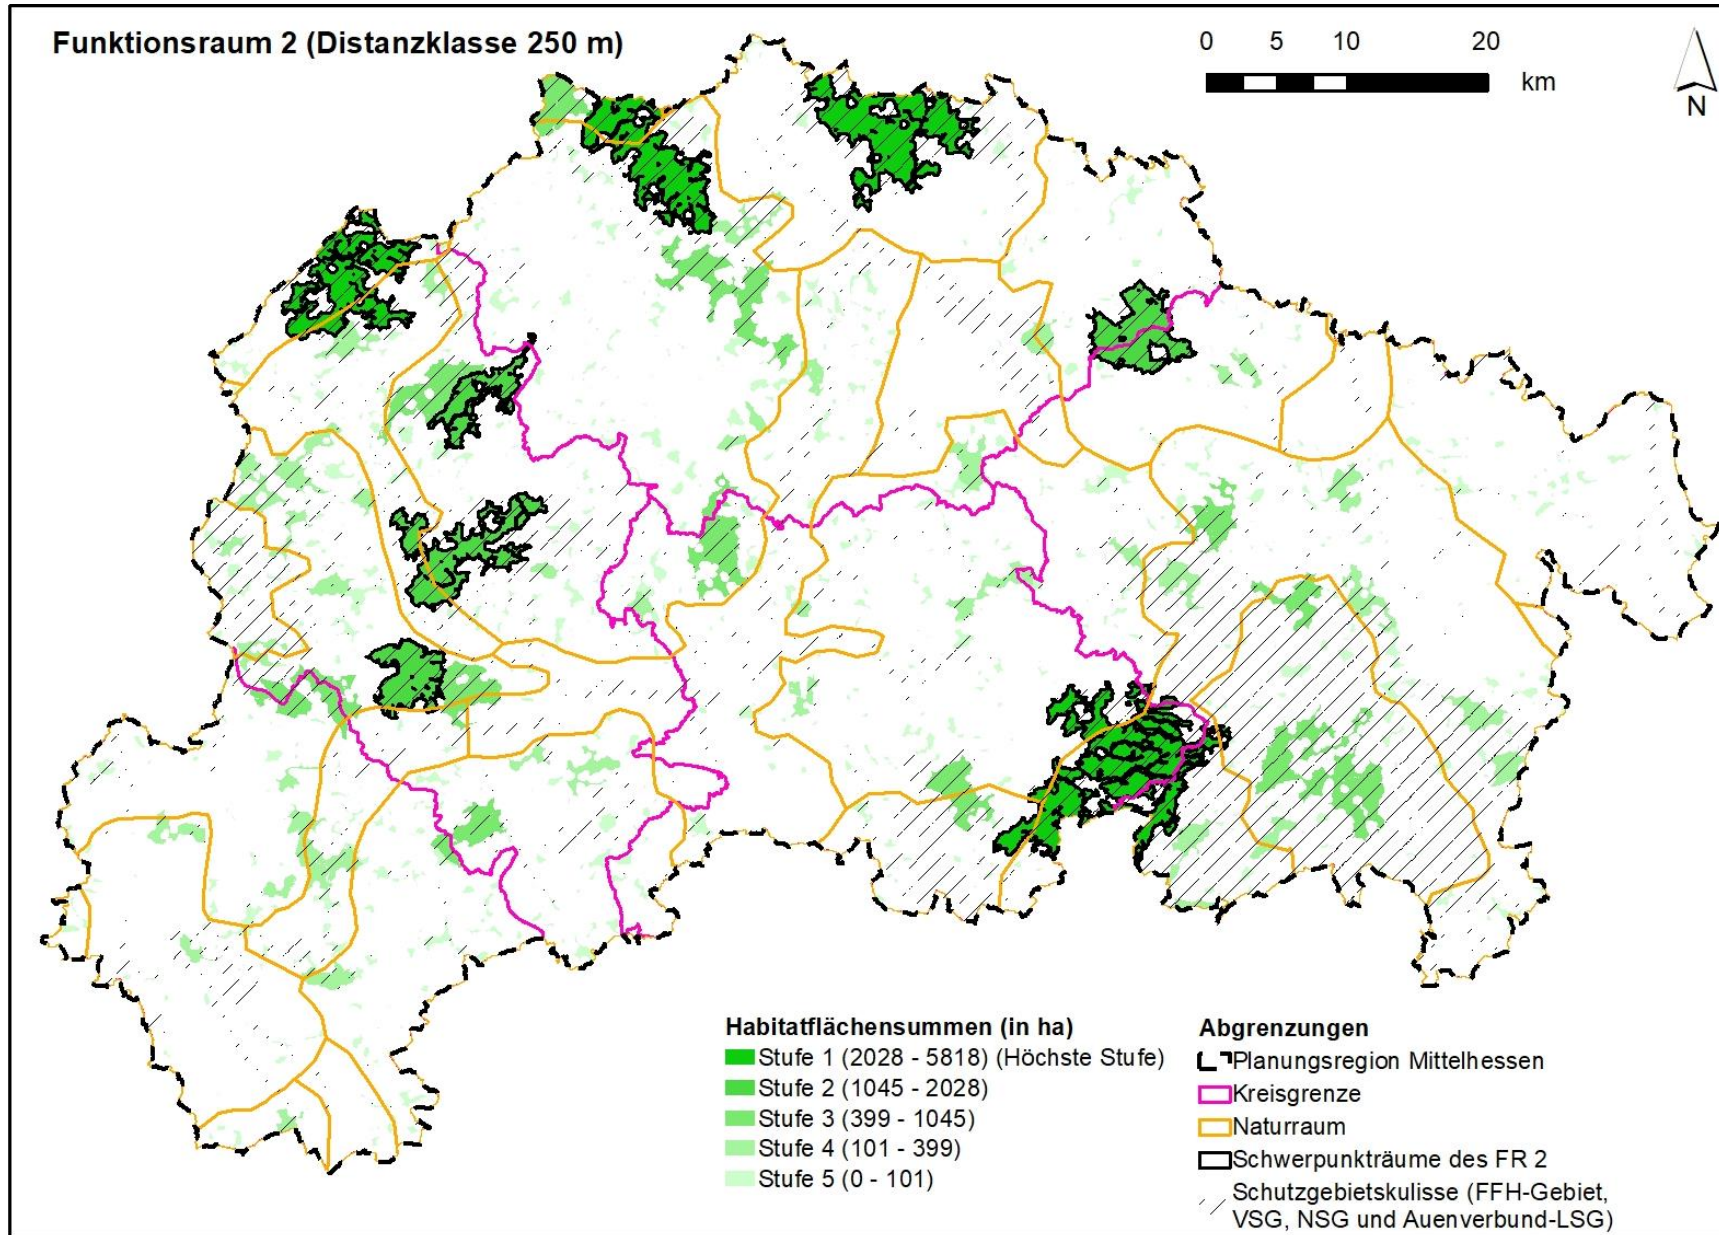 Funktionsraum 2 (Distanzklasse 250 m)
0 5 10 20
km
N
Habitatflächensummen (in ha)
Stufe 1 (2028 - 5818) (Höchste Stufe)
Stufe 2 (1045 - 2028)
Stufe 3 (399 - 1045)
Stufe 4 (101 - 399)
Stufe 5 (0 - 101)
Abgrenzungen
Planungsregion Mittelhessen
Kreisgrenze
Naturraum
Schwerpunkträume des FR 2
Schutzgebietskulisse (FFH-Gebiet,
VSG, NSG und Auenverbund-LSG)